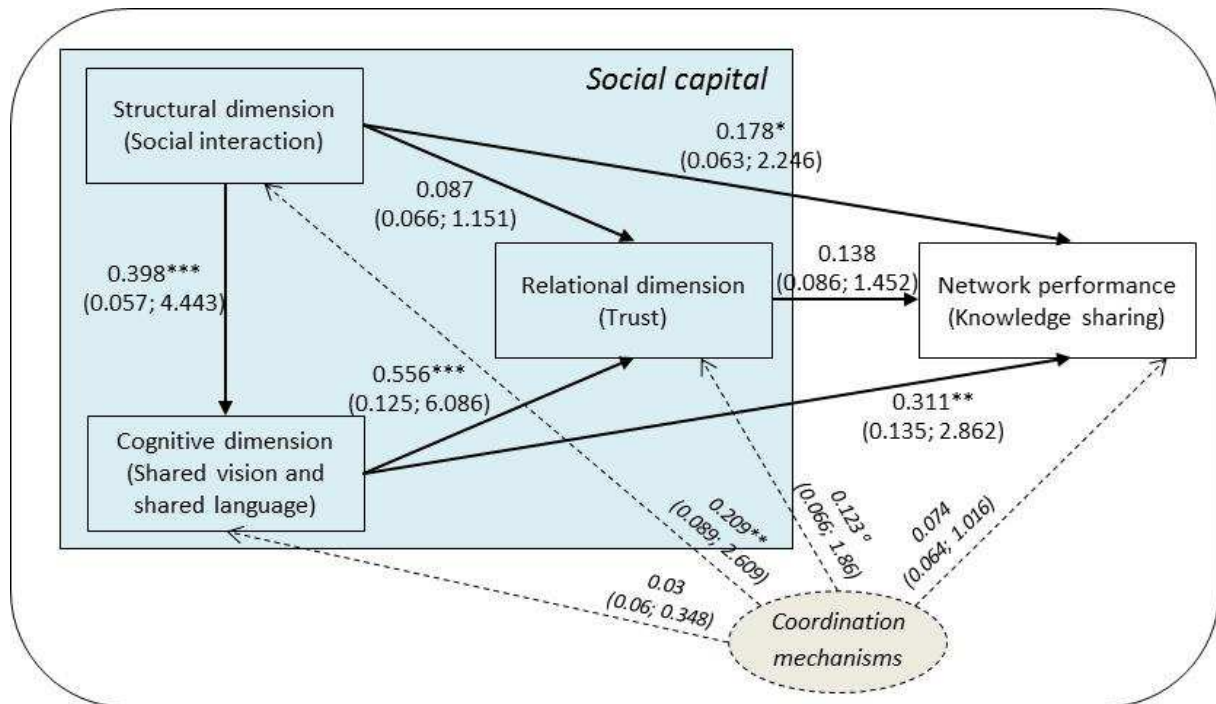 Social capital
Structural dimension
(Social interaction)
0.178*
(0.063; 2.246)
0.087
(0.066; 1.151)
0.398***
(0.057; 4.443)
Relational dimension
(Trust)
0.138
(0.086; 1.452)
Network performance
(Knowledge sharing)
0.556***
(0.125; 6.086)
0.311**
(0.135; 2.862)
Cognitive dimension
(Shared vision and
shared language)
0.209**
(0.089; 2.609)
0.123ᵃ
(0.066; 1.86)
0.074
(0.064; 1.016)
0.03
(0.06; 0.348)
Coordination
mechanisms